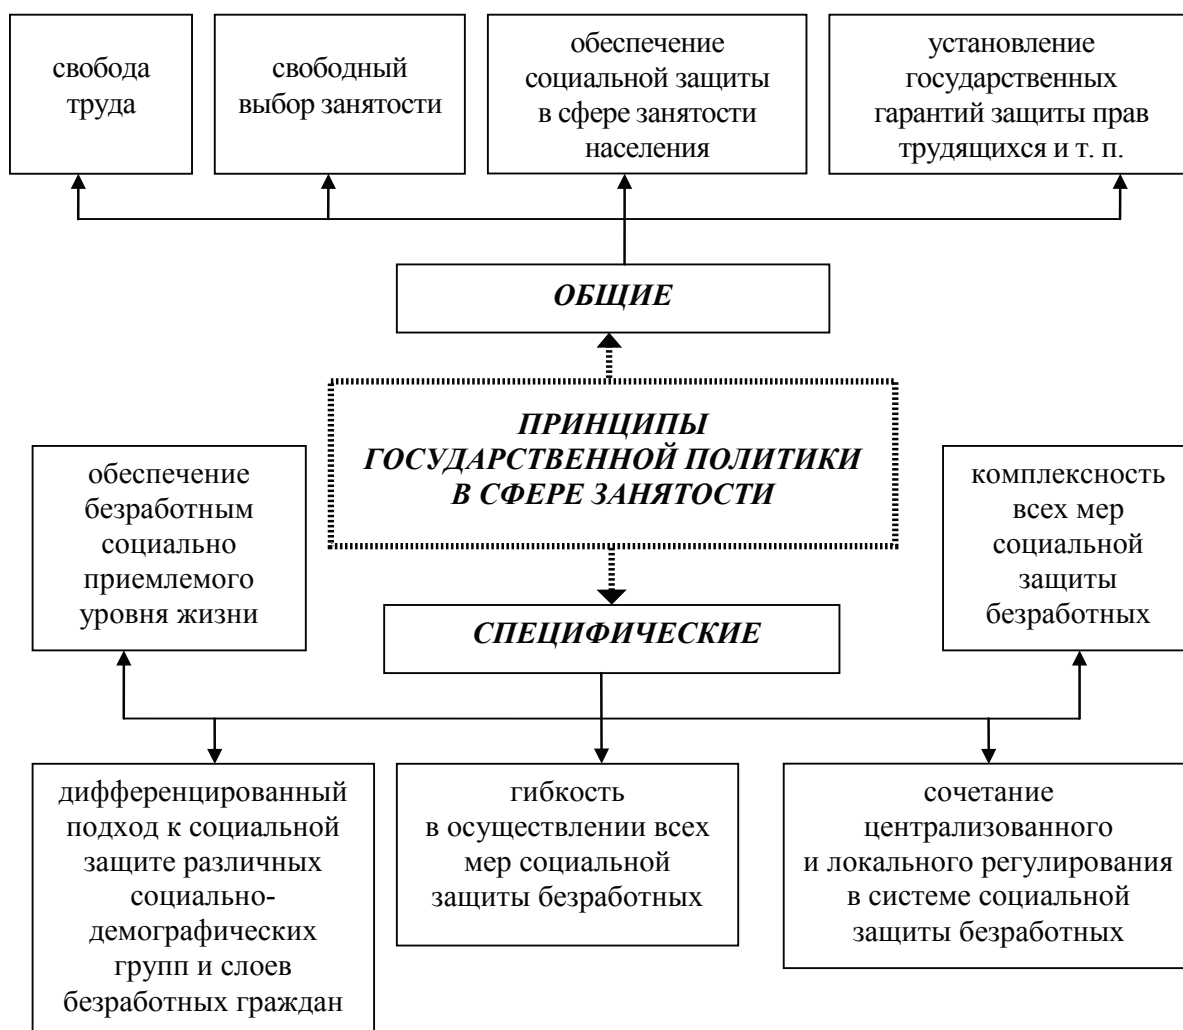 свобода
труда
свободный
выбор занятости
обеспечение
социальной защиты
в сфере занятости
населения
установление
государственных
гарантий защиты прав
трудящихся и т. п.
ОБЩИЕ
ПРИНЦИПЫ
ГОСУДАРСТВЕННОЙ ПОЛИТИКИ
В СФЕРЕ ЗАНЯТОСТИ
обеспечение
безработным
социально
приемлемого
уровня жизни
комплексность
всех мер
социальной
защиты
безработных
СПЕЦИФИЧЕСКИЕ
дифференцированный
подход к социальной
защите различных
социально-
демографических
групп и слоев
безработных граждан
гибкость
в осуществлении всех
мер социальной
защиты безработных
сочетание
централизованного
и локального регулирования
в системе социальной
защиты безработных